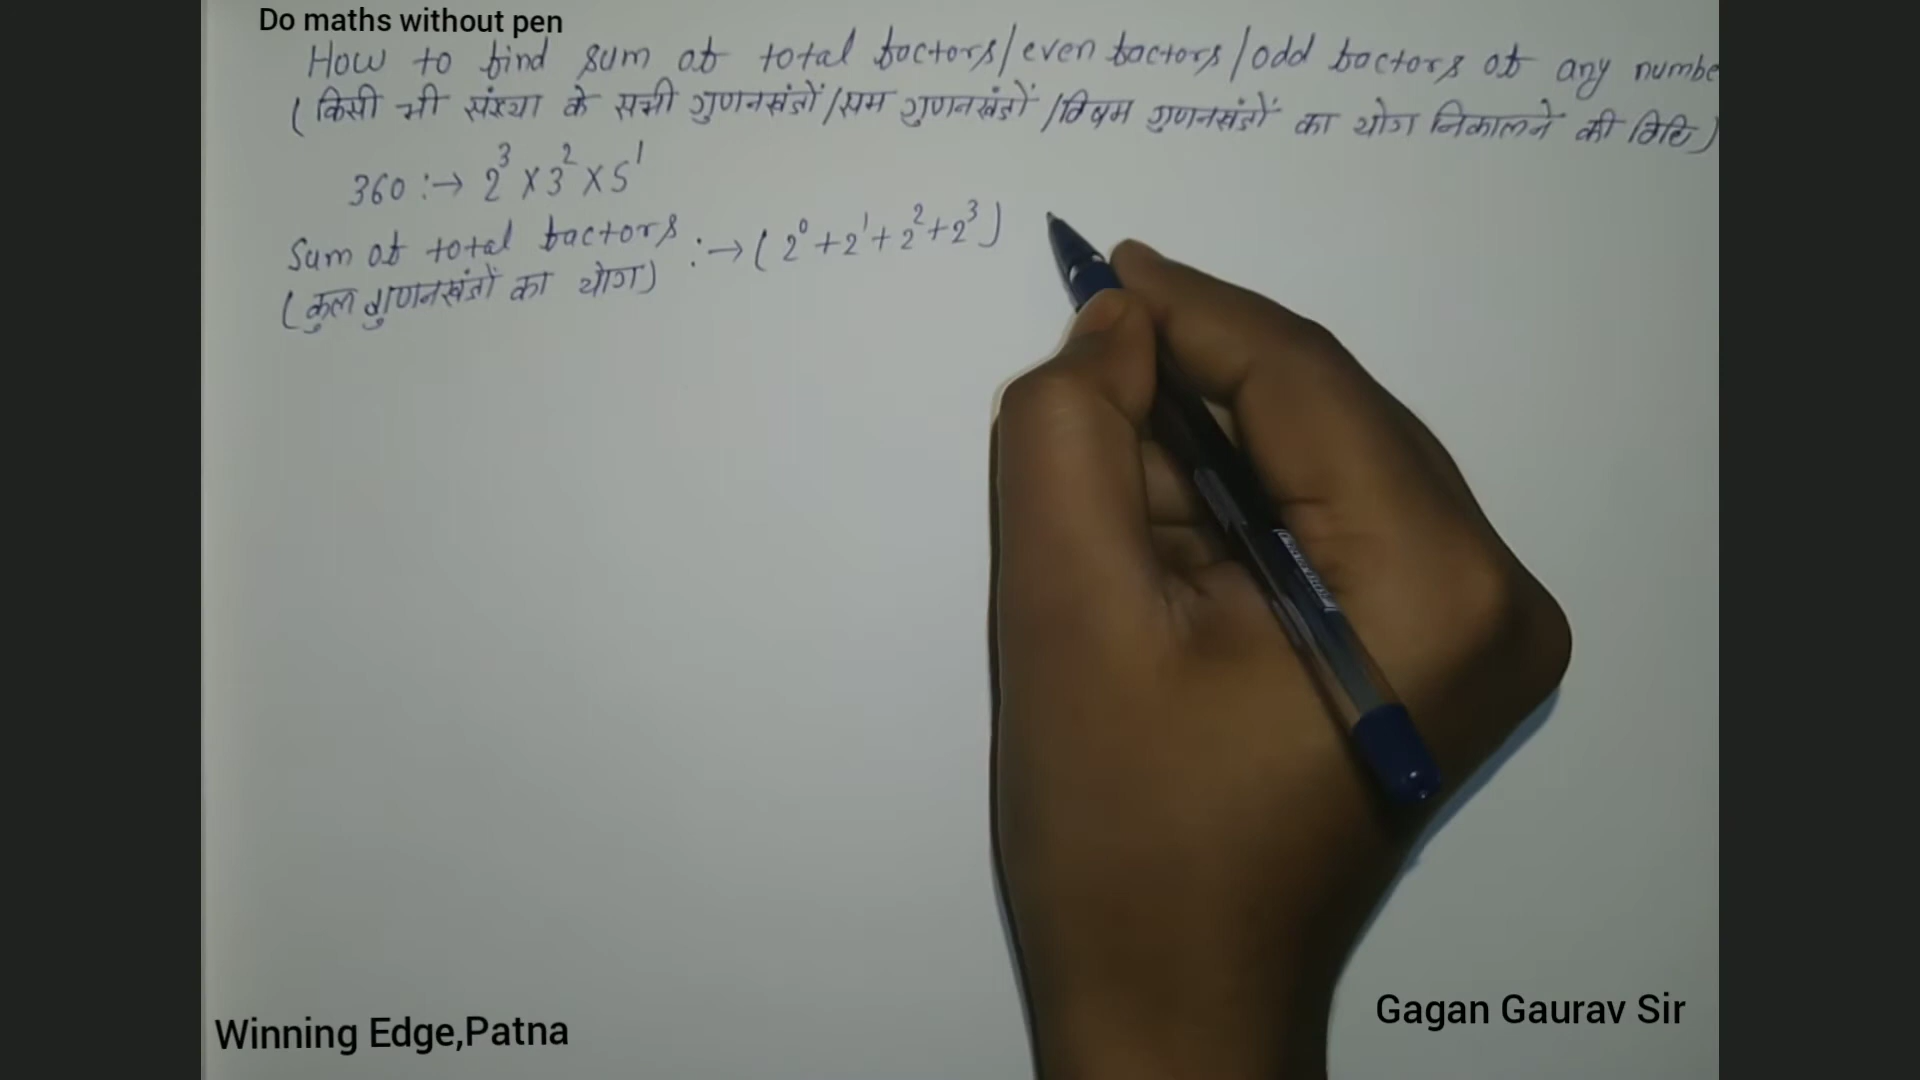 Do maths without pen
How to find sum of total factors/even factors/odd factors of any numbe
(किसी भी संख्या के सभी गुणनखंडों/सम गुणनखंडों/विषम गुणनखंडों का योग निकालने की विधि)
360 :→ 2³ × 3² × 5¹
Sum of total factors :→ (2⁰ + 2¹ + 2² + 2³)
(कुल गुणनखंडों का योग)
Winning Edge,Patna
Gagan Gaurav Sir